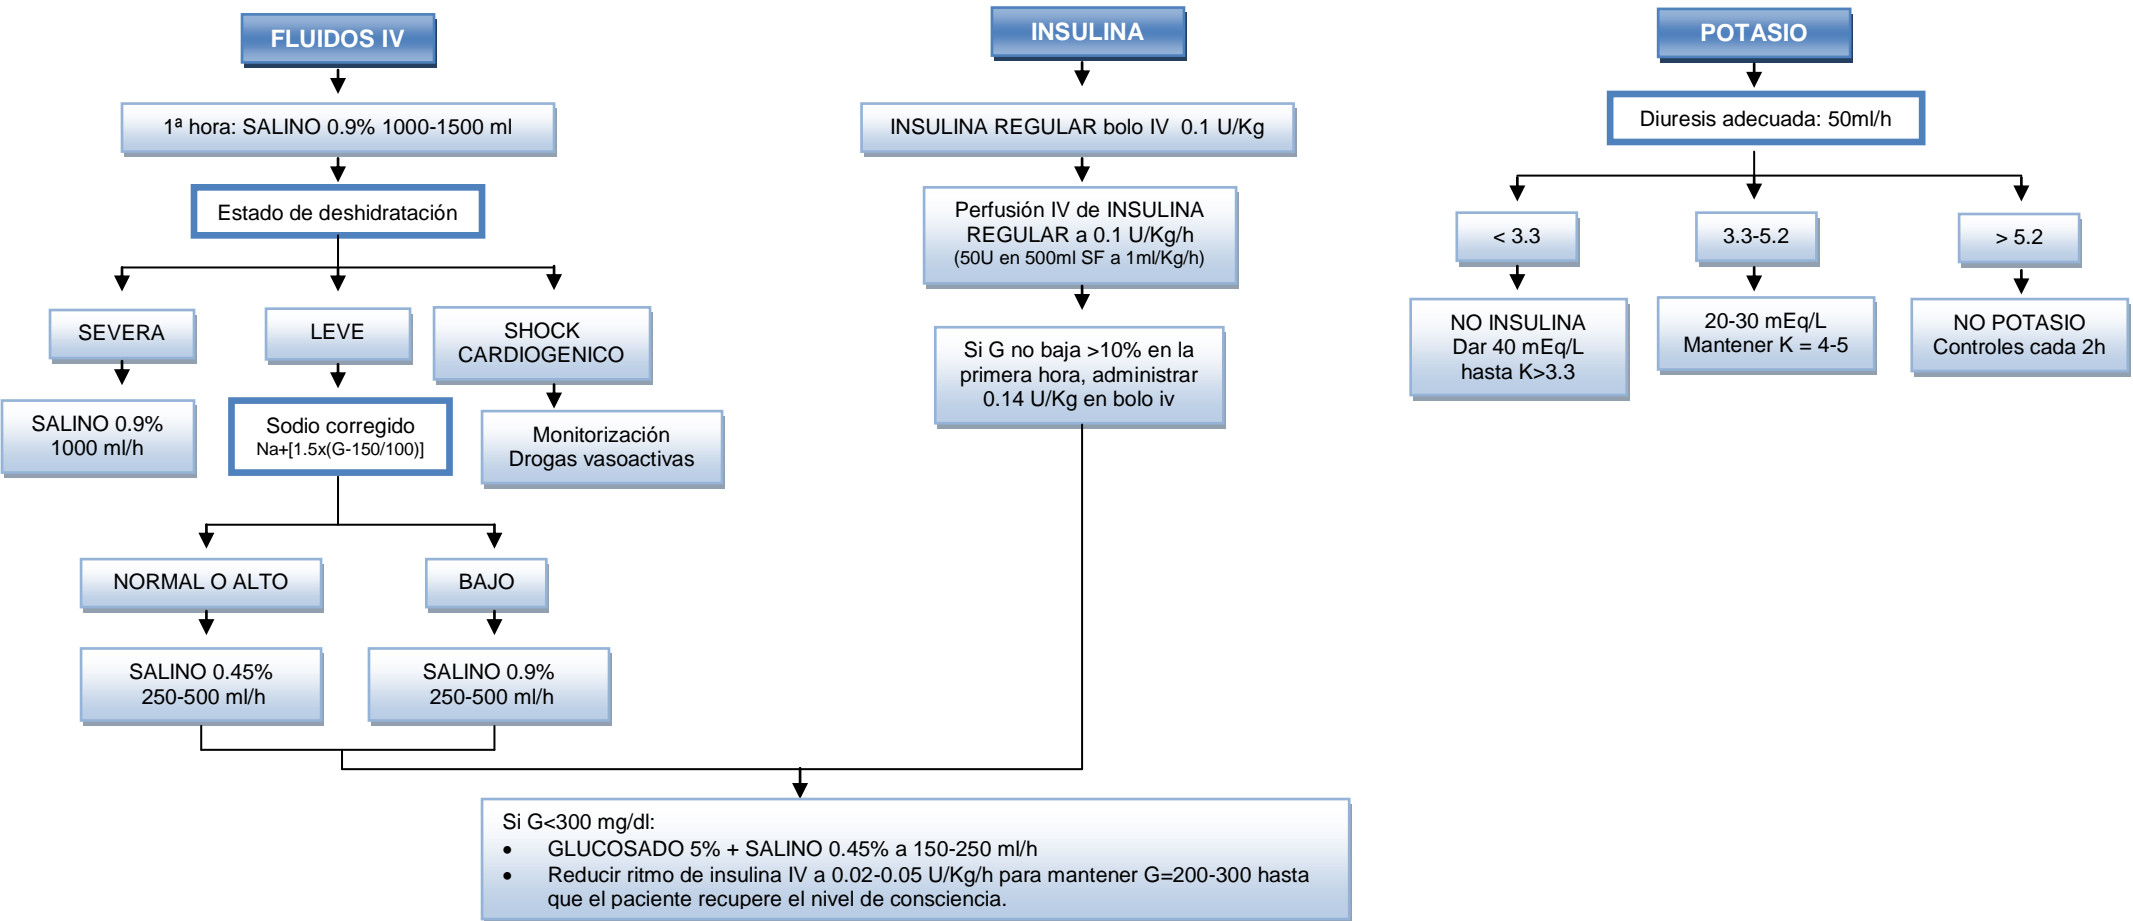 FLUIDOS IV
1ª hora: SALINO 0.9% 1000-1500 ml
Estado de deshidratación
SEVERA
SALINO 0.9%
1000 ml/h
LEVE
Sodio corregido
Na+[1.5x(G-150/100)]
SHOCK
CARDIOGENICO
Monitorización
Drogas vasoactivas
NORMAL O ALTO
SALINO 0.45%
250-500 ml/h
BAJO
SALINO 0.9%
250-500 ml/h
INSULINA
INSULINA REGULAR bolo IV 0.1 U/Kg
Perfusión IV de INSULINA
REGULAR a 0.1 U/Kg/h
(50U en 500ml SF a 1ml/Kg/h)
Si G no baja >10% en la
primera hora, administrar
0.14 U/Kg en bolo iv
Si G<300 mg/dl:
• GLUCOSADO 5% + SALINO 0.45% a 150-250 ml/h
• Reducir ritmo de insulina IV a 0.02-0.05 U/Kg/h para mantener G=200-300 hasta
que el paciente recupere el nivel de consciencia.
POTASIO
Diuresis adecuada: 50ml/h
< 3.3
NO INSULINA
Dar 40 mEq/L
hasta K>3.3
3.3-5.2
20-30 mEq/L
Mantener K = 4-5
> 5.2
NO POTASIO
Controles cada 2h